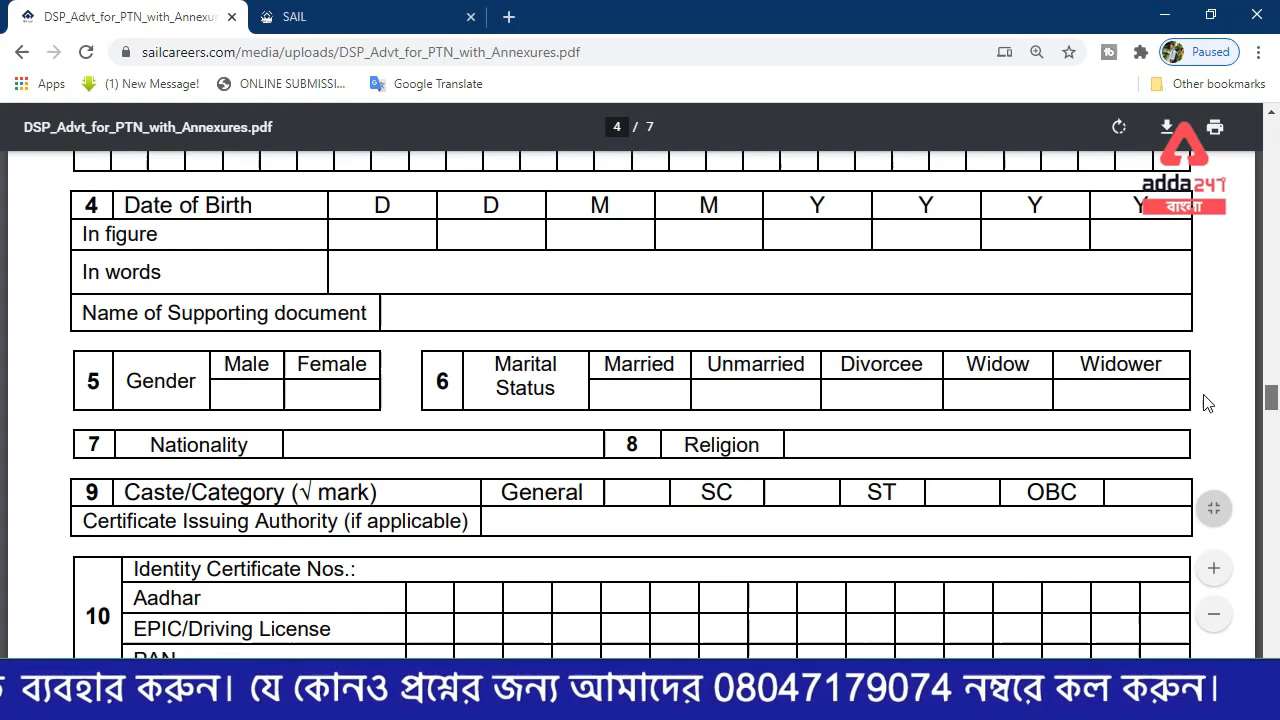 DSP_Advt_for_PTN_with_Annexur
SAIL
sailcareers.com/media/uploads/DSP_Advt_for_PTN_with_Annexures.pdf
Paused
Apps
(1) New Message!
ONLINE SUBMISSI...
Google Translate
Other bookmarks
DSP_Advt_for_PTN_with_Annexures.pdf
4 / 7
adda247
বাংলা
4 Date of Birth D D M M Y Y Y Y
In figure
In words
Name of Supporting document
5 Gender Male Female
6 Marital Status Married Unmarried Divorcee Widow Widower
7 Nationality 8 Religion
9 Caste/Category (√ mark) General SC ST OBC
Certificate Issuing Authority (if applicable)
10 Identity Certificate Nos.:
Aadhar
EPIC/Driving License
PAN
ব্যবহার করুন। যে কোনও প্রশ্নের জন্য আমাদের 08047179074 নম্বরে কল করুন।